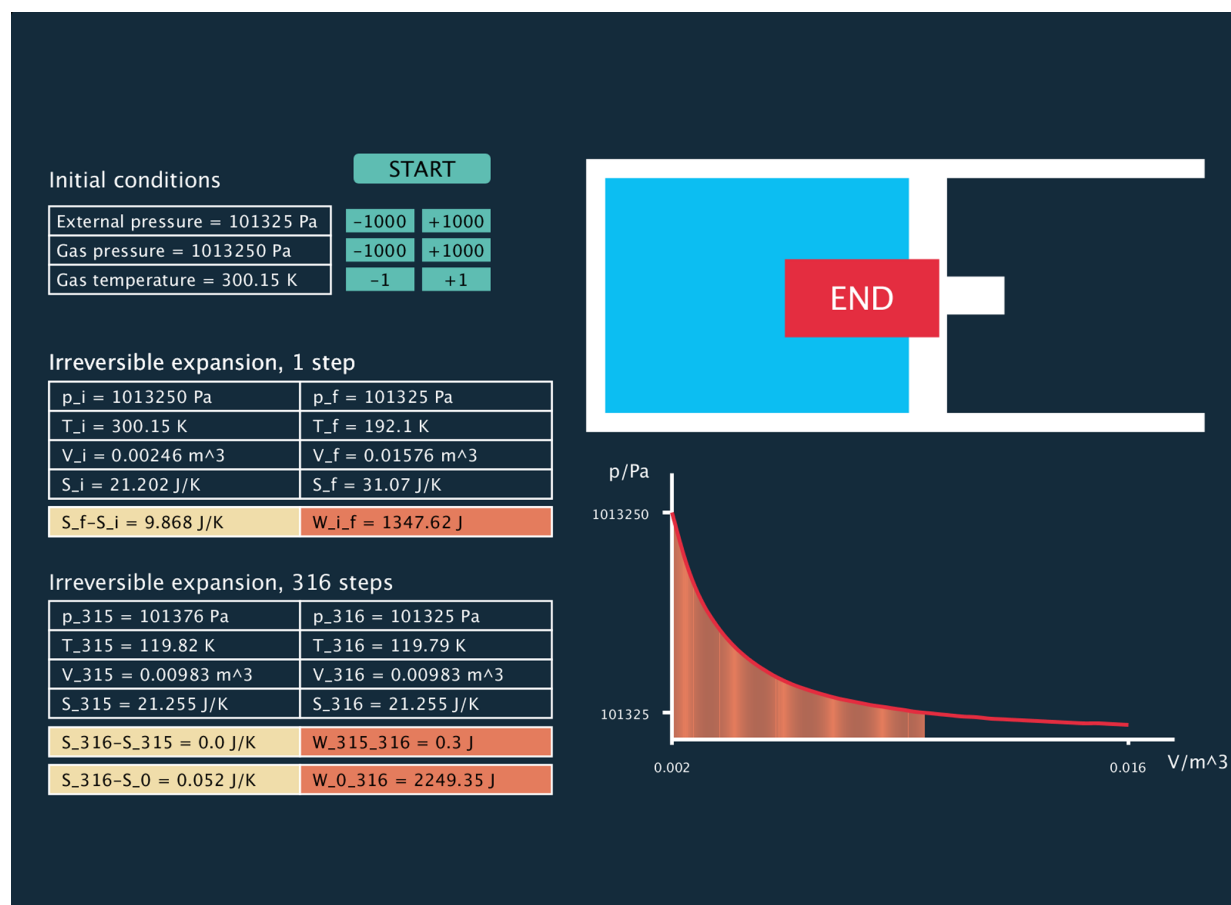 START
Initial conditions
External pressure = 101325 Pa
-1000 +1000
Gas pressure = 1013250 Pa
-1000 +1000
Gas temperature = 300.15 K
-1 +1
END
Irreversible expansion, 1 step
p_i = 1013250 Pa p_f = 101325 Pa
T_i = 300.15 K T_f = 192.1 K
V_i = 0.00246 m^3 V_f = 0.01576 m^3
S_i = 21.202 J/K S_f = 31.07 J/K
S_f-S_i = 9.868 J/K W_i_f = 1347.62 J
Irreversible expansion, 316 steps
p_315 = 101376 Pa p_316 = 101325 Pa
T_315 = 119.82 K T_316 = 119.79 K
V_315 = 0.00983 m^3 V_316 = 0.00983 m^3
S_315 = 21.255 J/K S_316 = 21.255 J/K
S_316-S_315 = 0.0 J/K W_315_316 = 0.3 J
S_316-S_0 = 0.052 J/K W_0_316 = 2249.35 J
p/Pa
1013250
101325
0.002
0.016
V/m^3